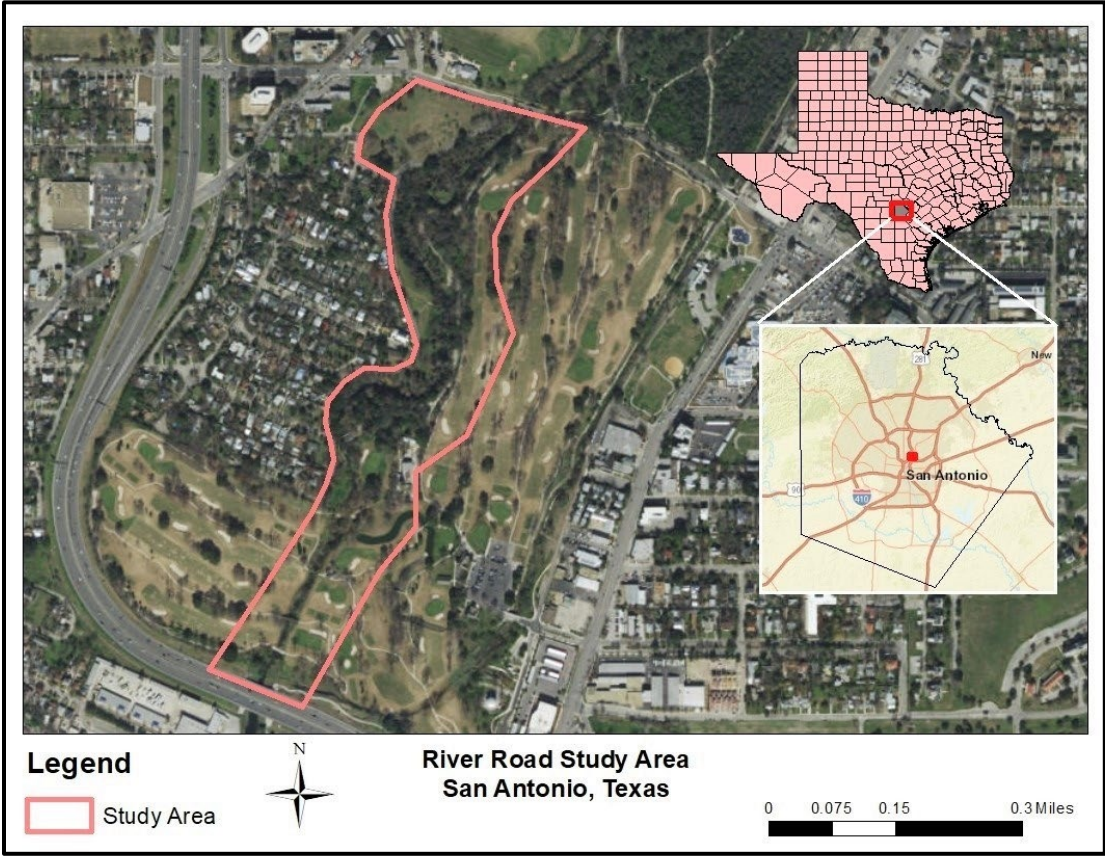 281
New
San Antonio
90
410
Legend
Study Area
N
River Road Study Area
San Antonio, Texas
0 0.075 0.15 0.3 Miles